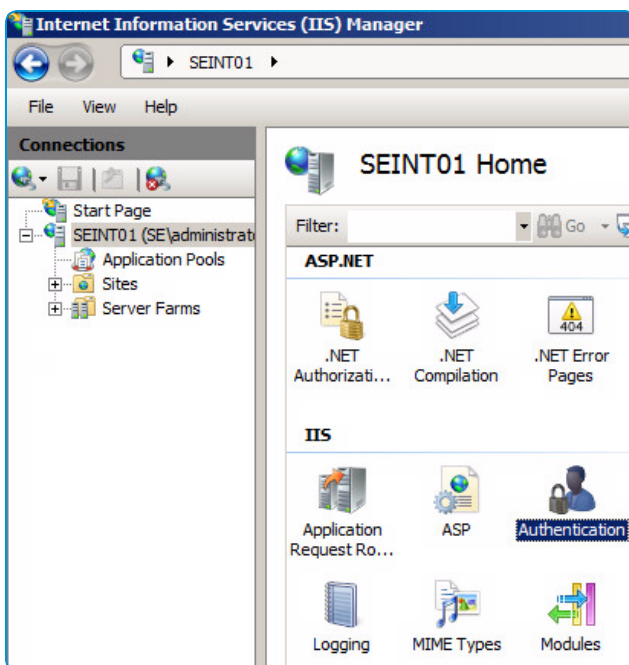 Internet Information Services (IIS) Manager
SEINT01
File View Help
Connections
Start Page
SEINT01 (SE\administrat
Application Pools
Sites
Server Farms
SEINT01 Home
Filter: Go
ASP.NET
.NET Authorizati...
.NET Compilation
.NET Error Pages
404
IIS
Application Request Ro...
ASP
Authentication
Logging
MIME Types
Modules